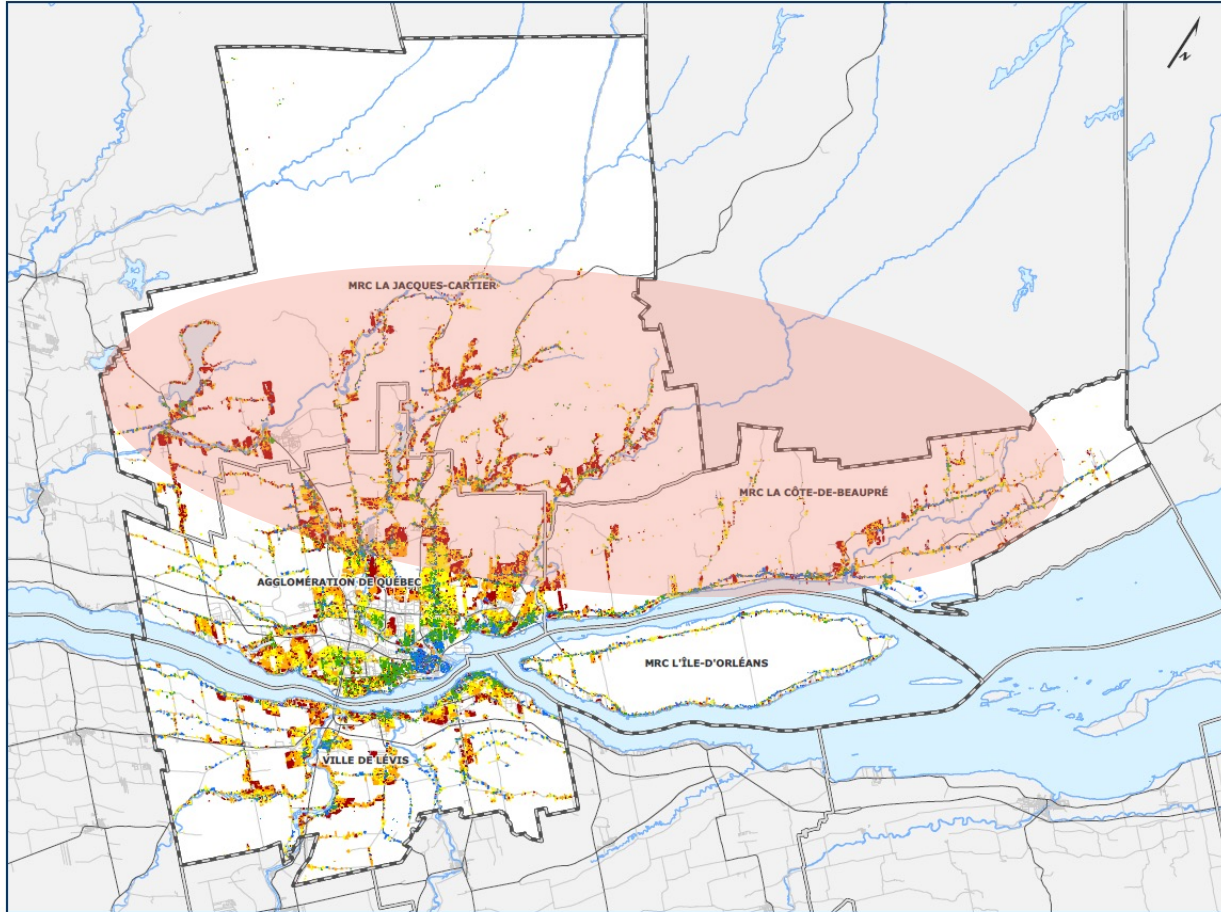 N
MRC LA JACQUES-CARTIER
MRC LA CÔTE-DE-BEAUPRÉ
AGGLOMÉRATION DE QUÉBEC
MRC L'ÎLE-D'ORLÉANS
VILLE DE LÉVIS